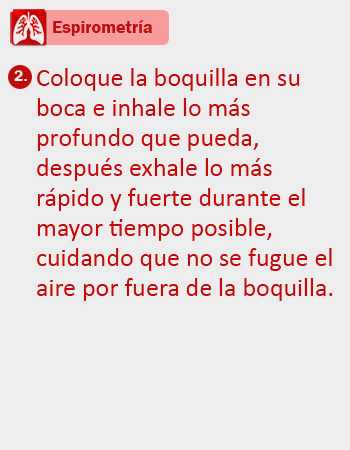 Espirometría
2. Coloque la boquilla en su
boca e inhale lo más
profundo que pueda,
después exhale lo más
rápido y fuerte durante el
mayor tiempo posible,
cuidando que no se fugue el
aire por fuera de la boquilla.